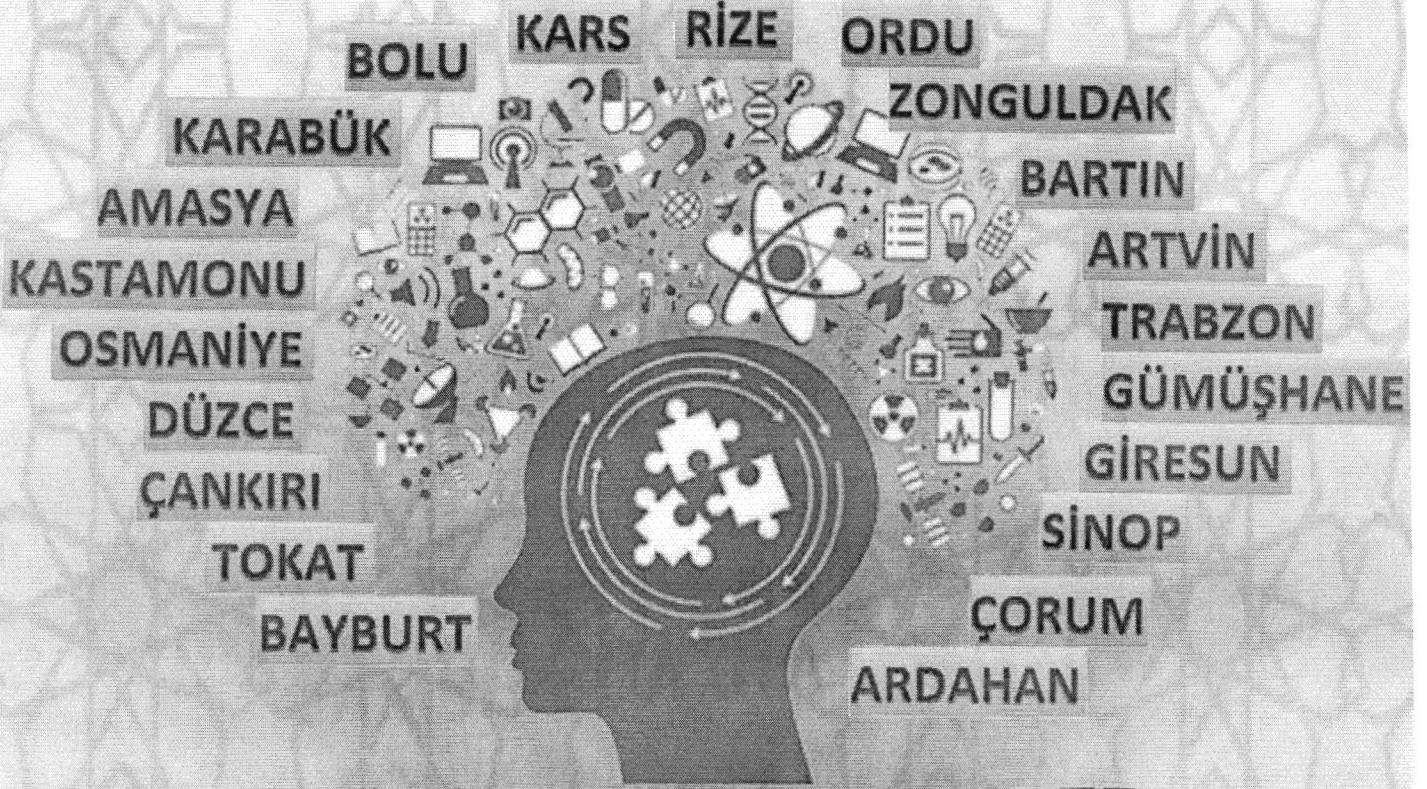 KARS
RİZE
ORDU
BOLU
ZONGULDAK
KARABÜK
BARTIN
AMASYA
ARTVİN
KASTAMONU
TRABZON
OSMANİYE
GÜMÜŞHANE
DÜZCE
GİRESUN
ÇANKIRI
SİNOP
TOKAT
ÇORUM
BAYBURT
ARDAHAN